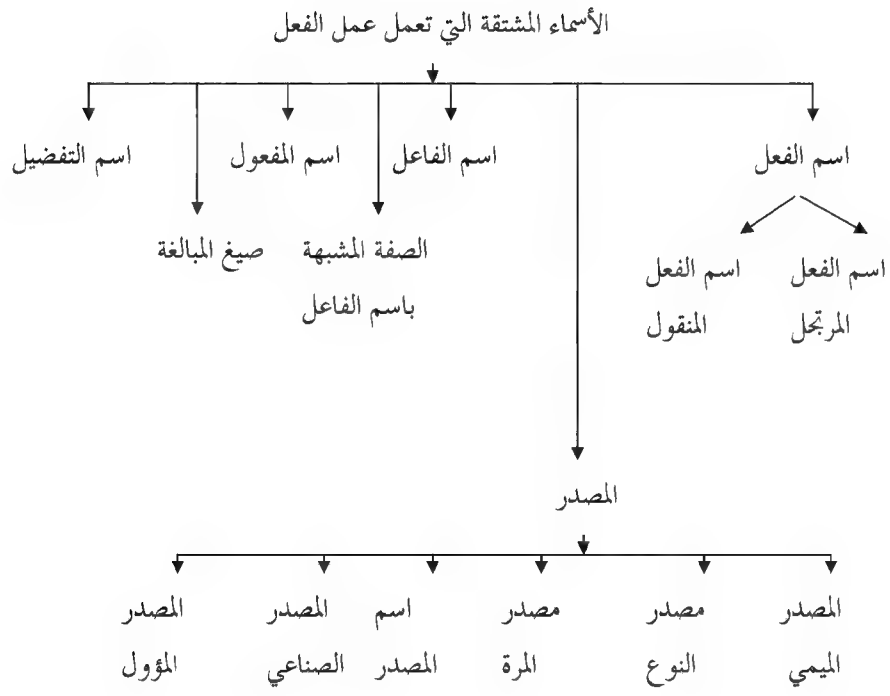 الأسماء المشتقة التي تعمل عمل الفعل
اسم الفعل
اسم الفاعل
اسم المفعول
اسم التفضيل
اسم الفعل
المرتجل
اسم الفعل
المنقول
الصفة المشبهة
باسم الفاعل
صيغ المبالغة
المصدر
المصدر
الميمي
مصدر
النوع
مصدر
المرة
اسم
المصدر
المصدر
الصناعي
المصدر
المؤول